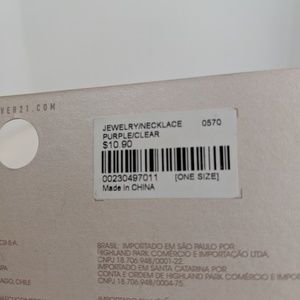 VER21.COM
JEWELRY/NECKLACE 0570
PURPLE/CLEAR
$10.90
00230497011 [ONE SIZE]
Made in CHINA
BRASIL: IMPORTADO EM SÃO PAULO POR
HIGHLAND PARK COMÉRCIO E IMPORTAÇÃO LTDA.
CNPJ 18.706.948/0001-22
IMPORTADO EM SANTA CATARINA POR
CONTA E ORDEM DE HIGHLAND PARK COMÉRCIO E
CNPJ 18.706.948/0004-75.
AGO, CHILE